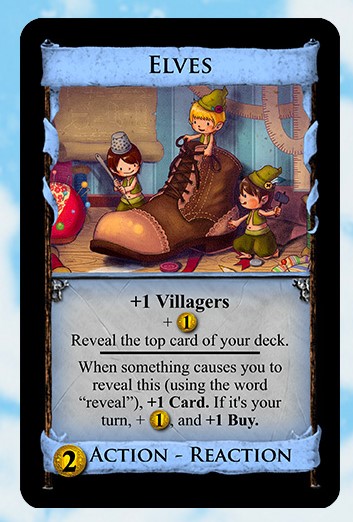 ELVES
+1 Villagers
+ 1
Reveal the top card of your deck.
When something causes you to
reveal this (using the word
“reveal”), +1 Card. If it's your
turn, + 1, and +1 Buy.
2 ACTION - REACTION